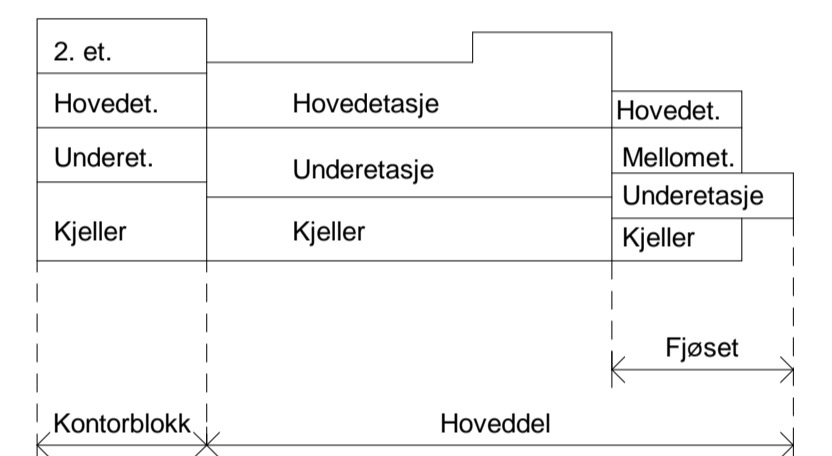 2. et.
Hovedet. Hovedetasje Hovedet.
Underet. Underetasje Mellomet.
Underetasje
Kjeller Kjeller Kjeller
Fjøset
Kontorblokk Hoveddel